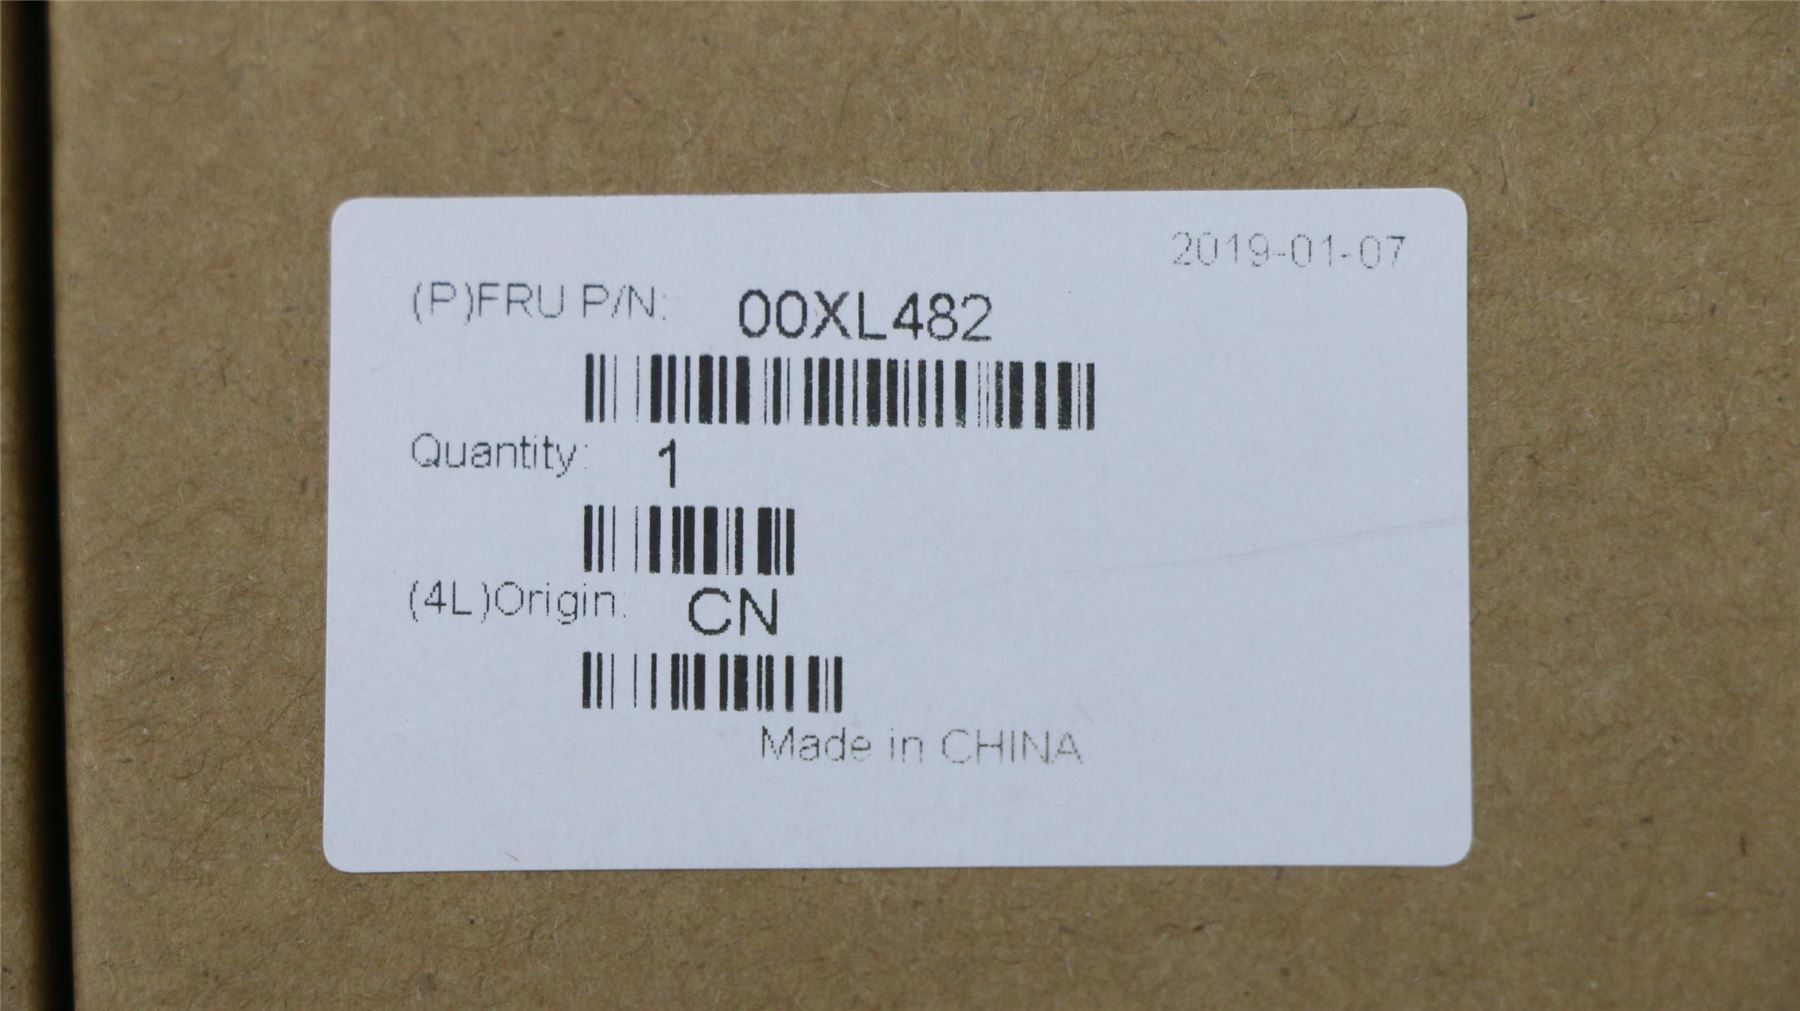 2019-01-07
(P)FRU P/N: 00XL482
Quantity: 1
(4L)Origin: CN
Made in CHINA